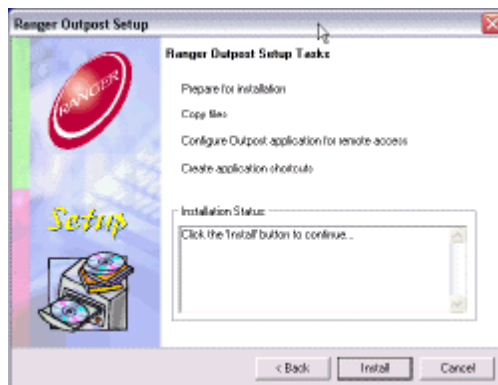 Ranger Outpost Setup
RANGER
Ranger Outpost Setup Tasks
Prepare for installation
Copy files
Configure Outpost application for remote access
Create application shortcuts
Setup
Installation Status:
Click the 'Install' button to continue...
< Back
Install
Cancel